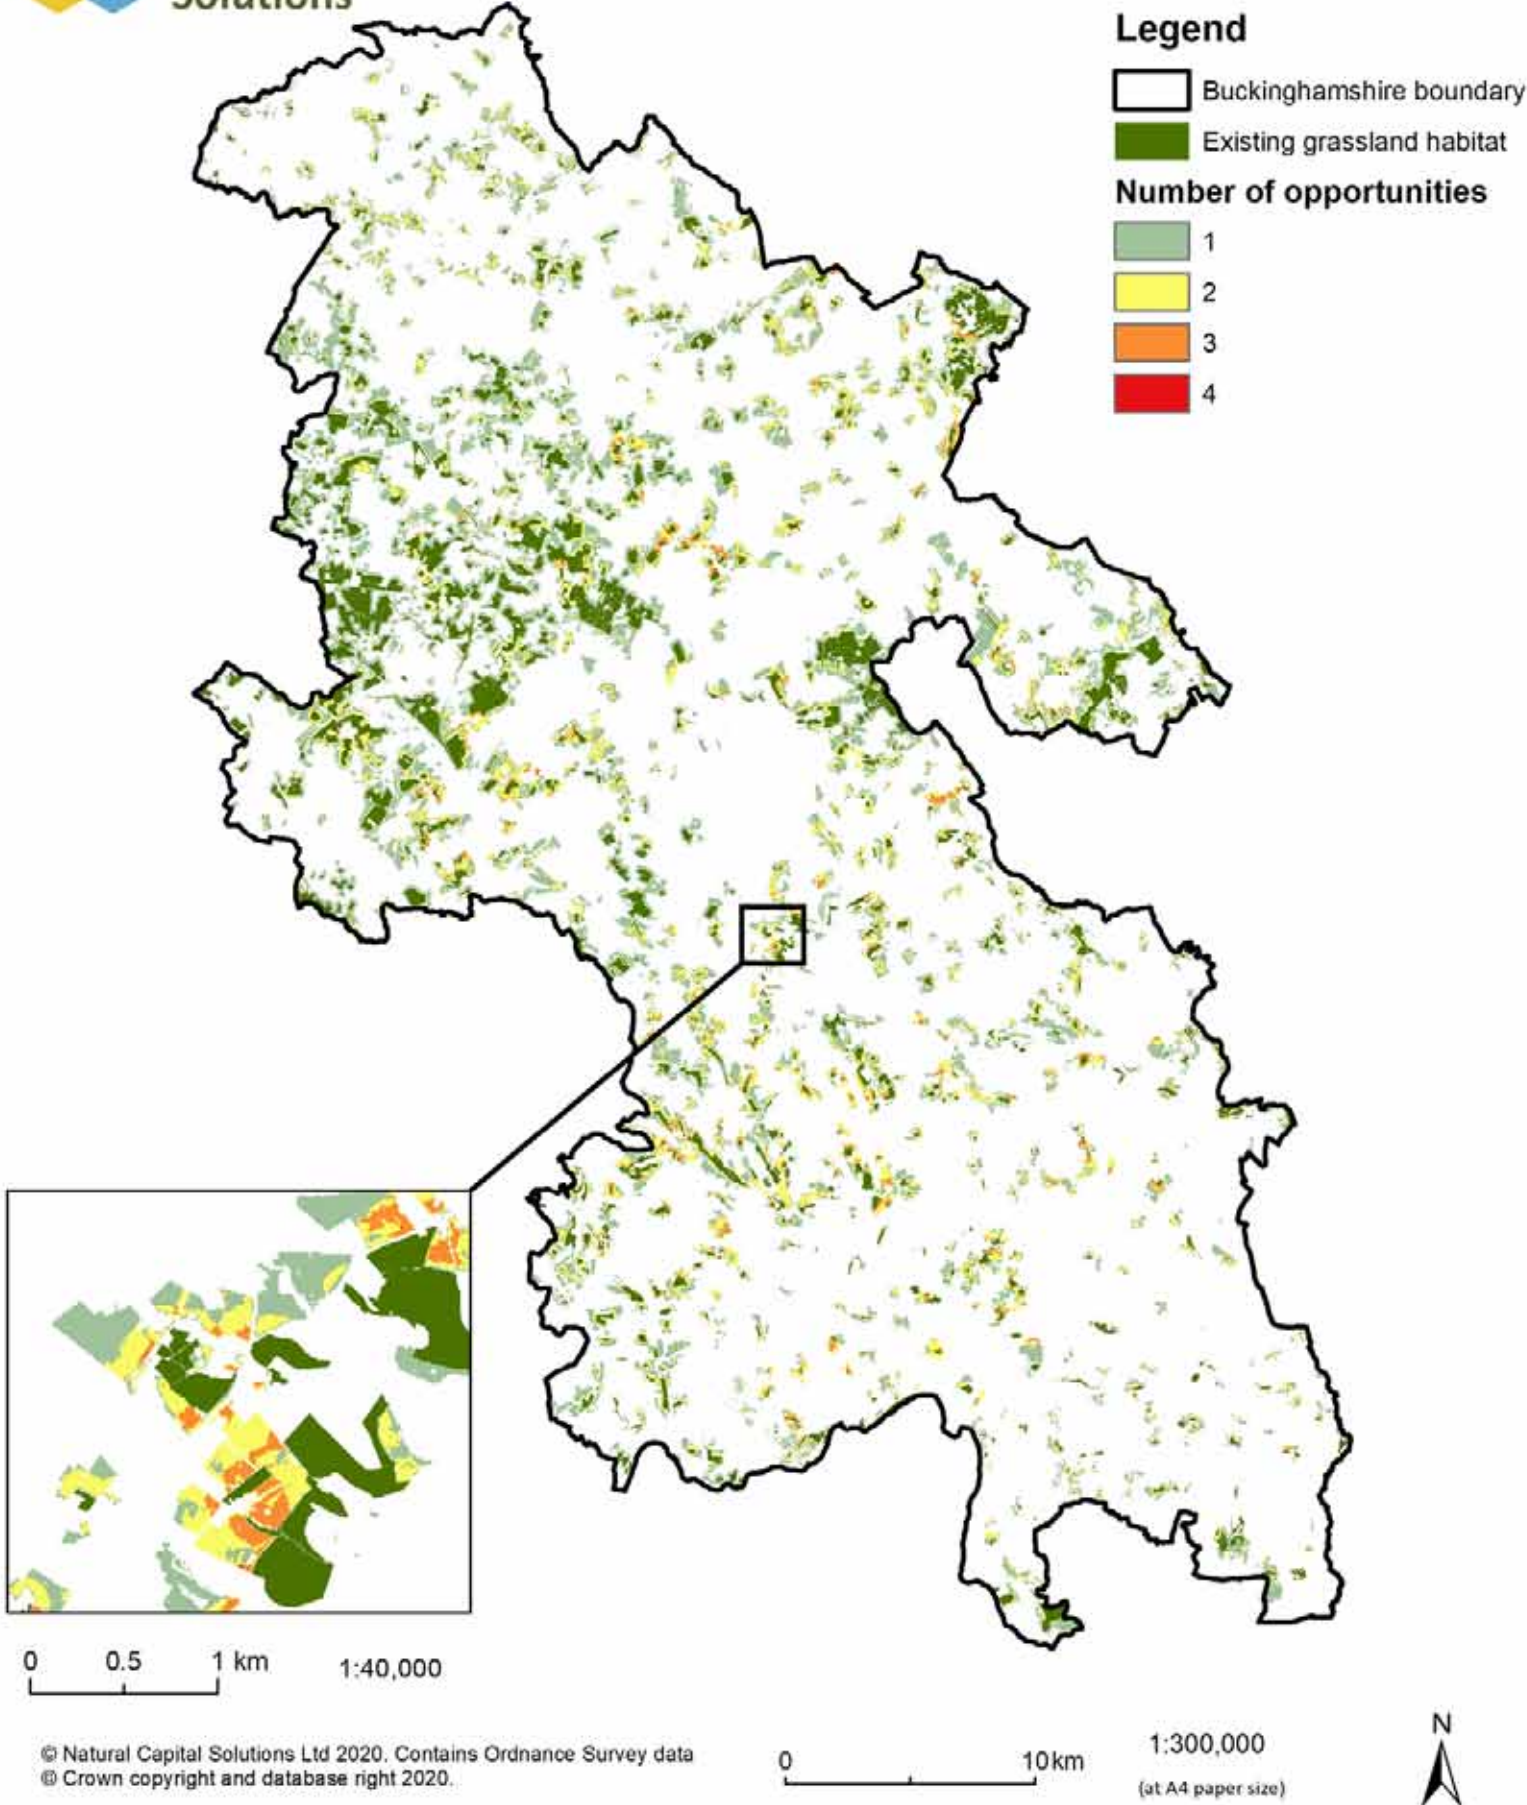 Solutions
Legend
Buckinghamshire boundary
Existing grassland habitat
Number of opportunities
1
2
3
4
0 0.5 1 km 1:40,000
© Natural Capital Solutions Ltd 2020. Contains Ordnance Survey data
© Crown copyright and database right 2020.
0 10 km
1:300,000
(at A4 paper size)
N